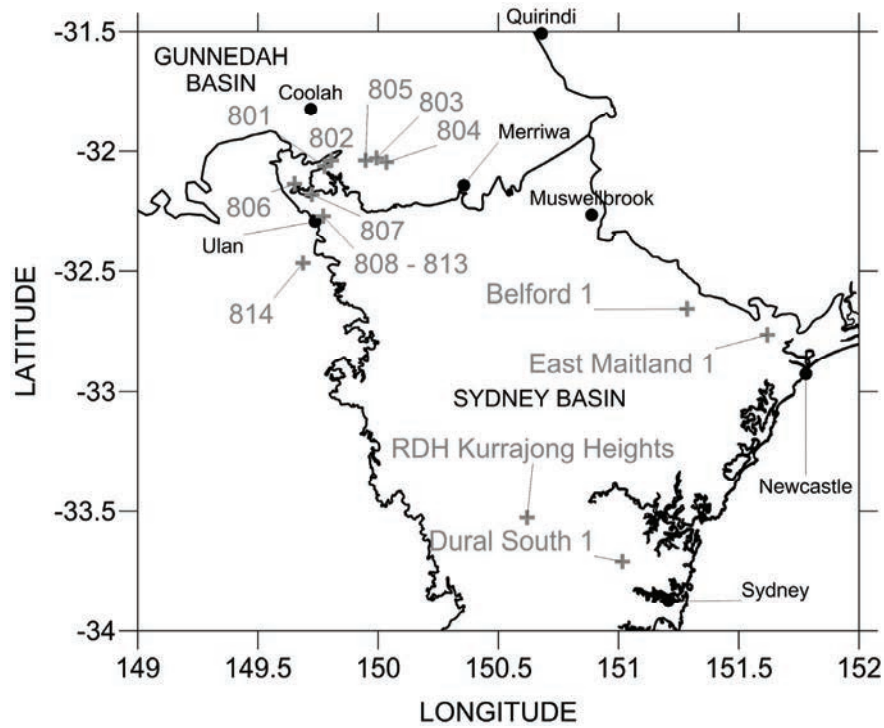 Quirindi
-31.5
GUNNEDAH
BASIN
Coolah
805
803
801
802
804
-32
Merriwa
Muswellbrook
806
807
Ulan
808 - 813
-32.5
814
Belford 1
East Maitland 1
LATITUDE
-33
SYDNEY BASIN
RDH Kurrajong Heights
Newcastle
-33.5
Dural South 1
Sydney
-34
149
149.5
150
150.5
151
151.5
152
LONGITUDE